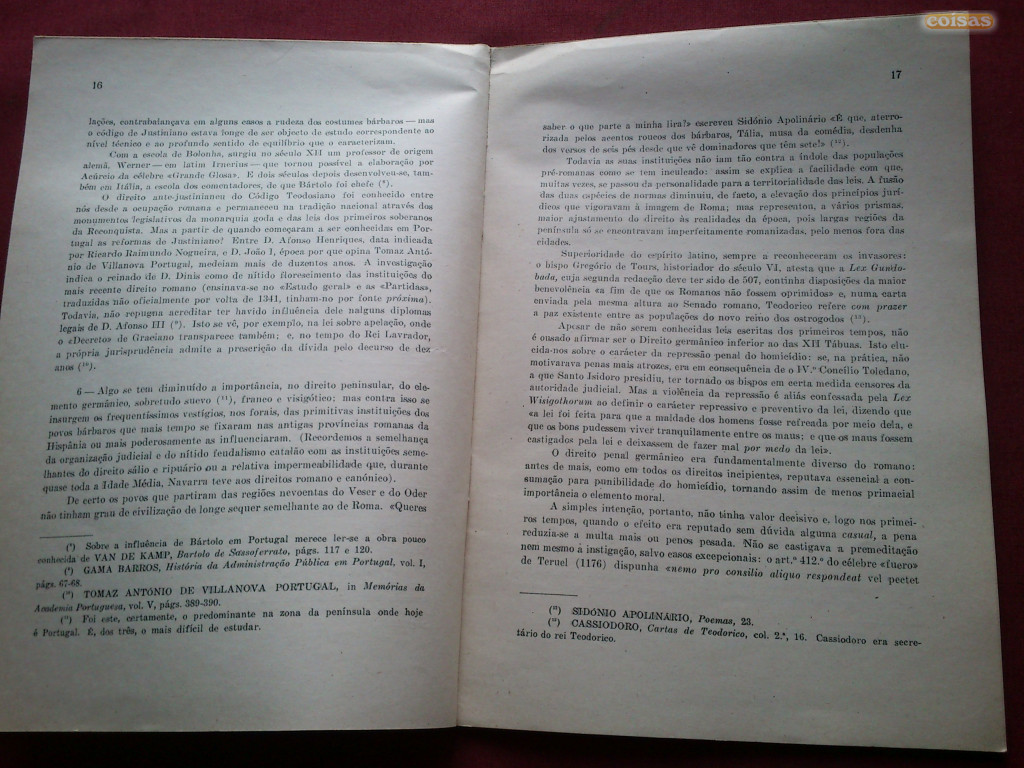 coisas
16
lações, contrabalançava em alguns casos a rudeza dos costumes bárbaros — mas
o código de Justiniano estava longe de ser objecto de estudo correspondente ao
nível técnico e ao profundo sentido de equilíbrio que o caracterizam.
Com a escola de Bolonha, surgiu no século XII um professor de origem
alemã, Werner — em latim Irnerius — que tornou possível a elaboração por
Acúrcio da célebre «Grande Glosa». E dois séculos depois desenvolveu-se, tam-
bém em Itália, a escola dos comentadores, de que Bártolo foi chefe (⁸).
O direito ante-justinianeu do Código Teodosiano foi conhecido entre
nós desde a ocupação romana e permaneceu na tradição nacional através dos
monumentos legislativos da monarquia goda e das leis dos primeiros soberanos
da Reconquista. Mas a partir de quando começaram a ser conhecidas em Por-
tugal as reformas de Justiniano? Entre D. Afonso Henriques, data indicada
por Ricardo Raimundo Nogueira, e D. João I, época por que opina Tomaz Antó-
nio de Villanova Portugal, medeiam mais de duzentos anos. A investigação
indica o reinado de D. Dinis como de nítido florescimento das instituições do
mais recente direito romano (ensinava-se no «Estudo geral» e as «Partidas»,
traduzidas não oficialmente por volta de 1341, tinham-no por fonte próxima).
Todavia, não repugna acreditar ter havido influência dele nalguns diplomas
legais de D. Afonso III (⁹). Isto se vê, por exemplo, na lei sobre apelação, onde
o «Decreto» de Graciano transparece também; e, no tempo do Rei Lavrador,
a própria jurisprudência admite a prescrição da dívida pelo decurso de dez
anos (¹⁰).
6 — Algo se tem diminuído a importância, no direito peninsular, do ele-
mento germânico, sobretudo suevo (¹¹), franco e visigótico: mas contra isso se
insurgem os frequentíssimos vestígios, nos forais, das primitivas instituições dos
povos bárbaros que mais tempo se fixaram nas antigas províncias romanas da
Hispânia ou mais poderosamente as influenciaram. (Recordemos a semelhança
da organização judicial e do nítido feudalismo catalão com as instituições seme-
lhantes do direito sálio e ripuário ou a relativa impermeabilidade que, durante
quase toda a Idade Média, Navarra teve aos direitos romano e canónico).
De certo os povos que partiram das regiões nevoentas do Veser e do Oder
não tinham grau de civilização de longe sequer semelhante ao de Roma. «Queres
(⁸) Sobre a influência de Bártolo em Portugal merece ler-se a obra pouco
conhecida de VAN DE KAMP, Bartolo de Sassoferrato, págs. 117 e 120.
(⁹) GAMA BARROS, História da Administração Pública em Portugal, vol. I,
págs. 67-68.
(¹⁰) TOMAZ ANTÓNIO DE VILLANOVA PORTUGAL, in Memórias da
Academia Portuguesa, vol. V, págs. 389-390.
(¹¹) Foi este, certamente, o predominante na zona da península onde hoje
é Portugal. É, dos três, o mais difícil de estudar.
17
saber o que parte a minha lira?» escreveu Sidónio Apolinário «É que, aterro-
rizada pelos acentos roucos dos bárbaros, Tália, musa da comédia, desdenha
dos versos de seis pés desde que vê dominadores que têm sete!» (¹²).
Todavia as suas instituições não iam tão contra a índole das populações
pré-romanas como se tem inculcado: assim se explica a facilidade com que,
muitas vezes, se passou da personalidade para a territorialidade das leis. A fusão
das duas espécies de normas diminuiu, de facto, a elevação dos princípios jurí-
dicos que vigoravam à imagem de Roma; mas representou, a vários prismas,
maior ajustamento do direito às realidades da época, pois largas regiões da
península só se encontravam imperfeitamente romanizadas, pelo menos fora das
cidades.
Superioridade do espírito latino, sempre a reconheceram os invasores:
o bispo Gregório de Tours, historiador do século VI, atesta que a Lex Gundo-
bada, cuja segunda redacção deve ter sido de 507, continha disposições da maior
benevolência «a fim de que os Romanos não fossem oprimidos» e, numa carta
enviada pela mesma altura ao Senado romano, Teodorico refere com prazer
a paz existente entre as populações do novo reino dos ostrogodos (¹³).
Apesar de não serem conhecidas leis escritas dos primeiros tempos, não
é ousado afirmar ser o Direito germânico inferior ao das XII Tábuas. Isto elu-
cida-nos sobre o carácter da repressão penal do homicídio: se, na prática, não
motivarava penas mais atrozes, era em consequência de o IV.º Concílio Toledano,
a que Santo Isidoro presidiu, ter tornado os bispos em certa medida censores da
autoridade judicial. Mas a violência da repressão é aliás confessada pela Lex
Wisigothorum ao definir o carácter repressivo e preventivo da lei, dizendo que
«a lei foi feita para que a maldade dos homens fosse refreada por meio dela, e
que os bons pudessem viver tranquilamente entre os maus; e que os maus fossem
castigados pela lei e deixassem de fazer mal por medo da lei».
O direito penal germânico era fundamentalmente diverso do romano:
antes de mais, como em todos os direitos incipientes, reputava essencial a con-
sumação para punibilidade do homicídio, tornando assim de menos primacial
importância o elemento moral.
A simples intenção, portanto, não tinha valor decisivo e, logo nos primei-
ros tempos, quando o efeito era reputado sem dúvida alguma casual, a pena
reduzia-se a multa mais ou penos pesada. Não se castigava a premeditação
nem mesmo a instigação, salvo casos excepcionais: o art.º 412.º do célebre «fuero»
de Teruel (1176) dispunha «nemo pro consilio aliquo respondeat vel pectet
(¹²) SIDÓNIO APOLINÁRIO, Poemas, 23.
(¹³) CASSIODORO, Cartas de Teodorico, col. 2.ª, 16. Cassiodoro era secre-
tário do rei Teodorico.